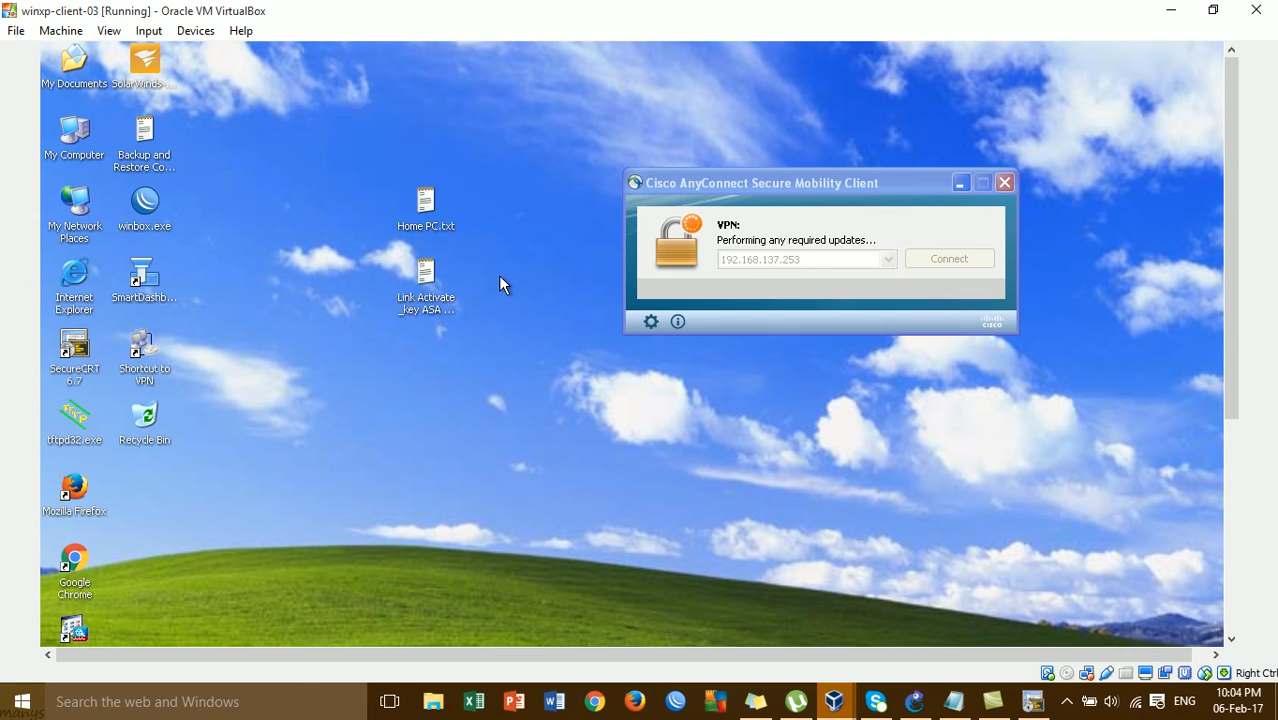 winxp-client-03 [Running] - Oracle VM VirtualBox
File Machine View Input Devices Help
My Documents
SolarWinds-...
My Computer
Backup and
Restore Co...
My Network
Places
winbox.exe
Home PC.txt
Internet
Explorer
SmartDashb...
Link Activate
_key ASA ...
SecureCRT
6.7
Shortcut to
VPN
tftpd32.exe
Recycle Bin
Mozilla Firefox
Google
Chrome
Cisco AnyConnect Secure Mobility Client
VPN:
Performing any required updates...
192.168.137.253
Connect
cisco
Right Ctrl
Search the web and Windows
ENG
10:04 PM
06-Feb-17